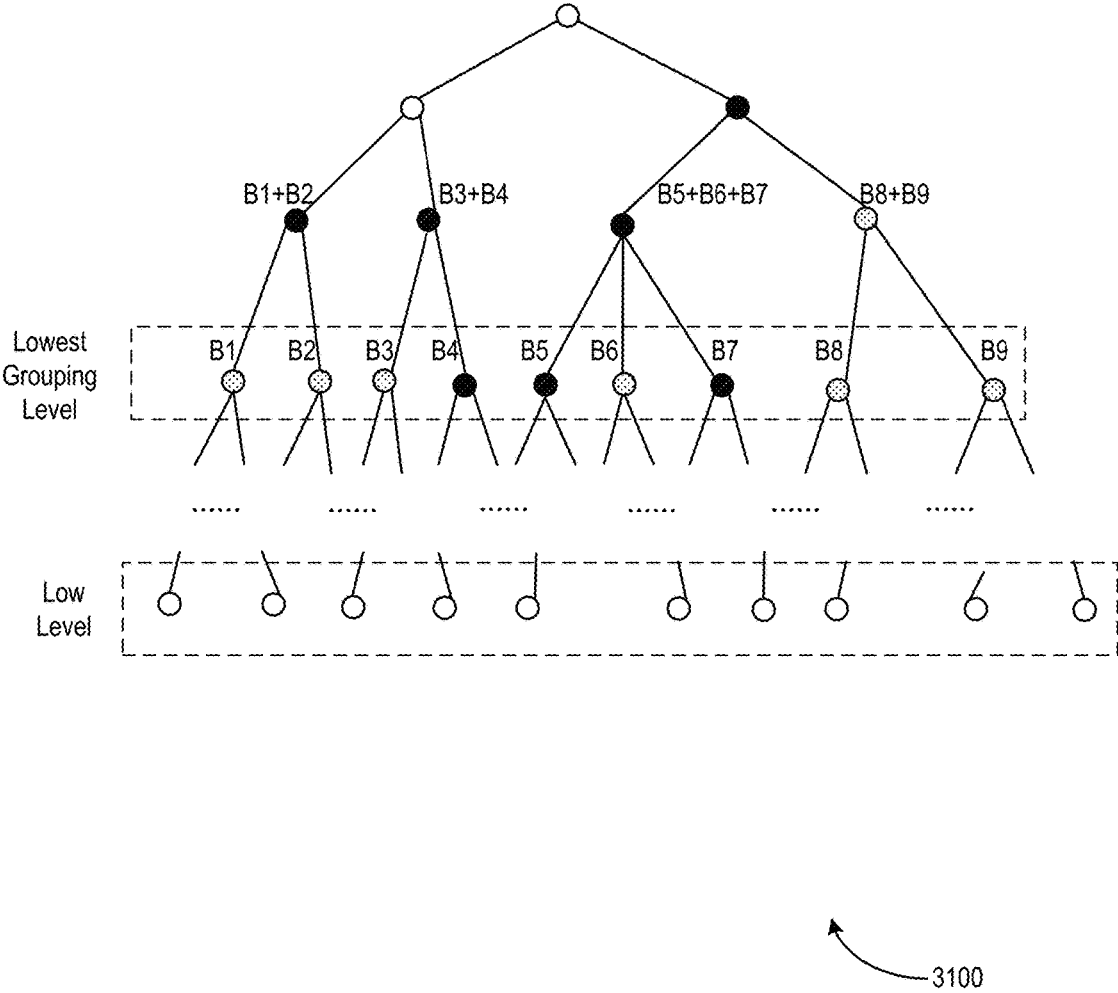 B1+B2
B3+B4
B5+B6+B7
B8+B9
Lowest
Grouping
Level
B1
B2
B3
B4
B5
B6
B7
B8
B9
......
......
......
......
......
......
Low
Level
3100